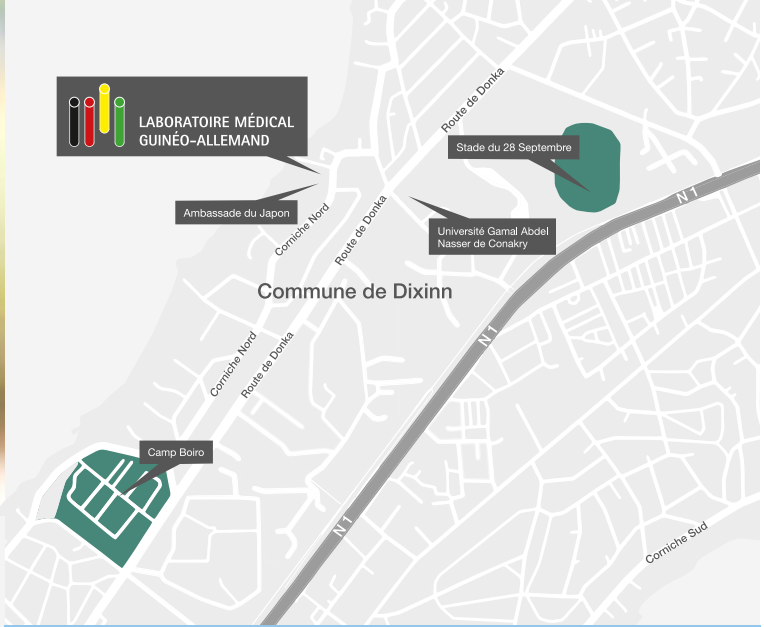 Route de Donka
LABORATOIRE MÉDICAL
GUINÉO-ALLEMAND
Stade du 28 Septembre
N 1
Ambassade du Japon
Corniche Nord
Route de Donka
Université Gamal Abdel
Nasser de Conakry
Commune de Dixinn
N 1
Corniche Nord
Route de Donka
Camp Boiro
N 1
Corniche Sud